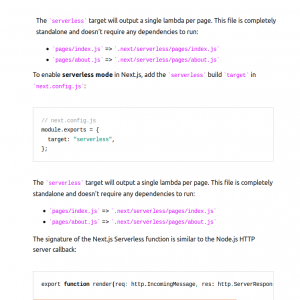 The `serverless` target will output a single lambda per page. This file is completely
standalone and doesn't require any dependencies to run:
• `pages/index.js` => `.next/serverless/pages/index.js`
• `pages/about.js` => `.next/serverless/pages/about.js`
To enable serverless mode in Next.js, add the `serverless` build `target` in
`next.config.js`:
// next.config.js
module.exports = {
target: "serverless",
};
The `serverless` target will output a single lambda per page. This file is completely
standalone and doesn't require any dependencies to run:
• `pages/index.js` => `.next/serverless/pages/index.js`
• `pages/about.js` => `.next/serverless/pages/about.js`
The signature of the Next.js Serverless function is similar to the Node.js HTTP
server callback:
export function render(req: http.IncomingMessage, res: http.ServerRespon